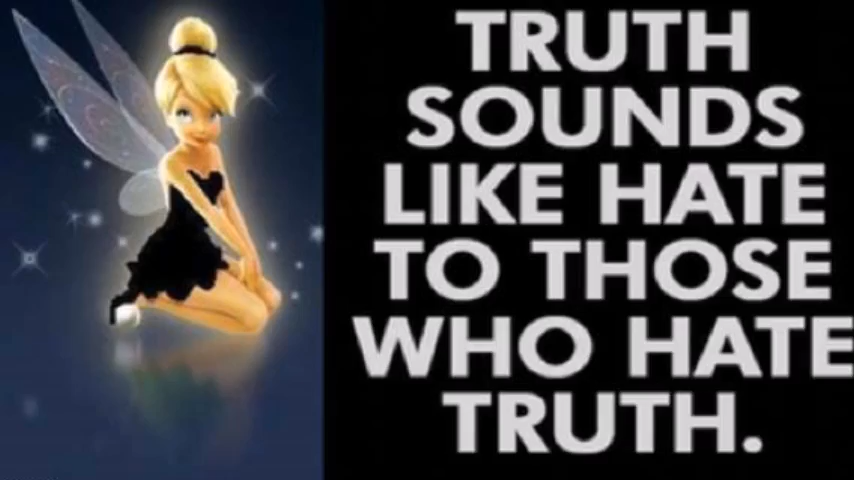 TRUTH
SOUNDS
LIKE HATE
TO THOSE
WHO HATE
TRUTH.